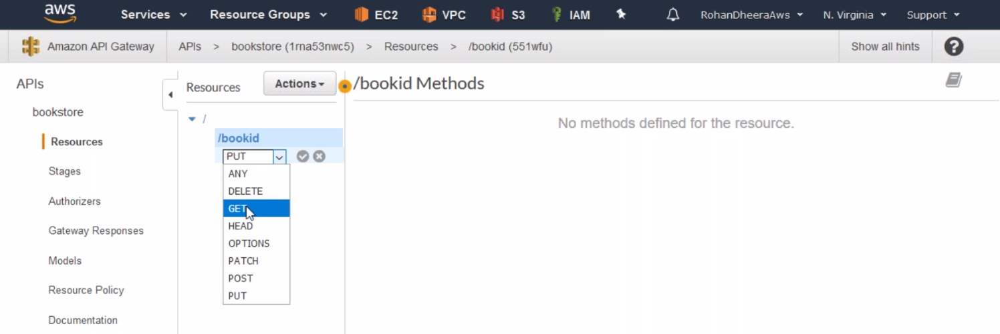 aws Services Resource Groups EC2 VPC S3 IAM RohanDheeraAws N. Virginia Support
Amazon API Gateway APIs > bookstore (1rna53nwc5) > Resources > /bookid (551wfu) Show all hints ?
APIs
bookstore
Resources
Stages
Authorizers
Gateway Responses
Models
Resource Policy
Documentation
Resources Actions
/
/bookid
PUT
ANY
DELETE
GET
HEAD
OPTIONS
PATCH
POST
PUT
/bookid Methods
No methods defined for the resource.